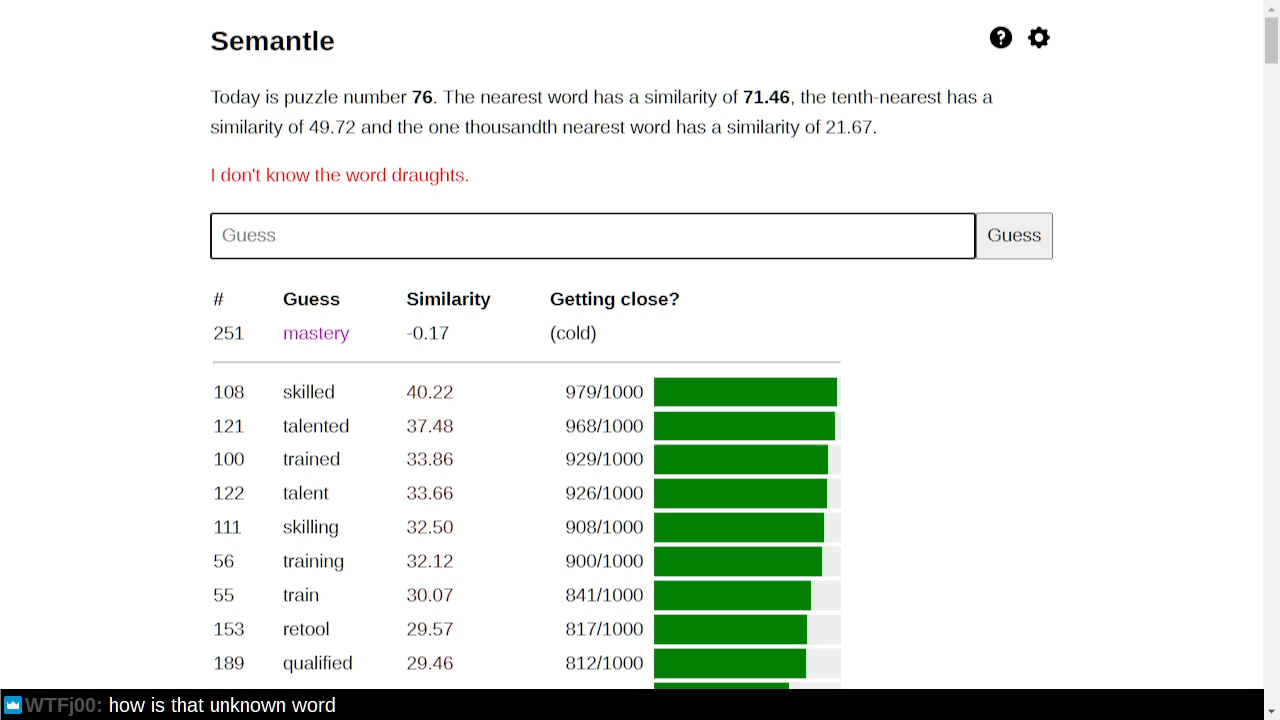 Semantle
Today is puzzle number 76. The nearest word has a similarity of 71.46, the tenth-nearest has a
similarity of 49.72 and the one thousandth nearest word has a similarity of 21.67.
I don't know the word draughts.
Guess Guess
# Guess Similarity Getting close?
251 mastery -0.17 (cold)
108 skilled 40.22 979/1000
121 talented 37.48 968/1000
100 trained 33.86 929/1000
122 talent 33.66 926/1000
111 skilling 32.50 908/1000
56 training 32.12 900/1000
55 train 30.07 841/1000
153 retool 29.57 817/1000
189 qualified 29.46 812/1000
WTFj00: how is that unknown word